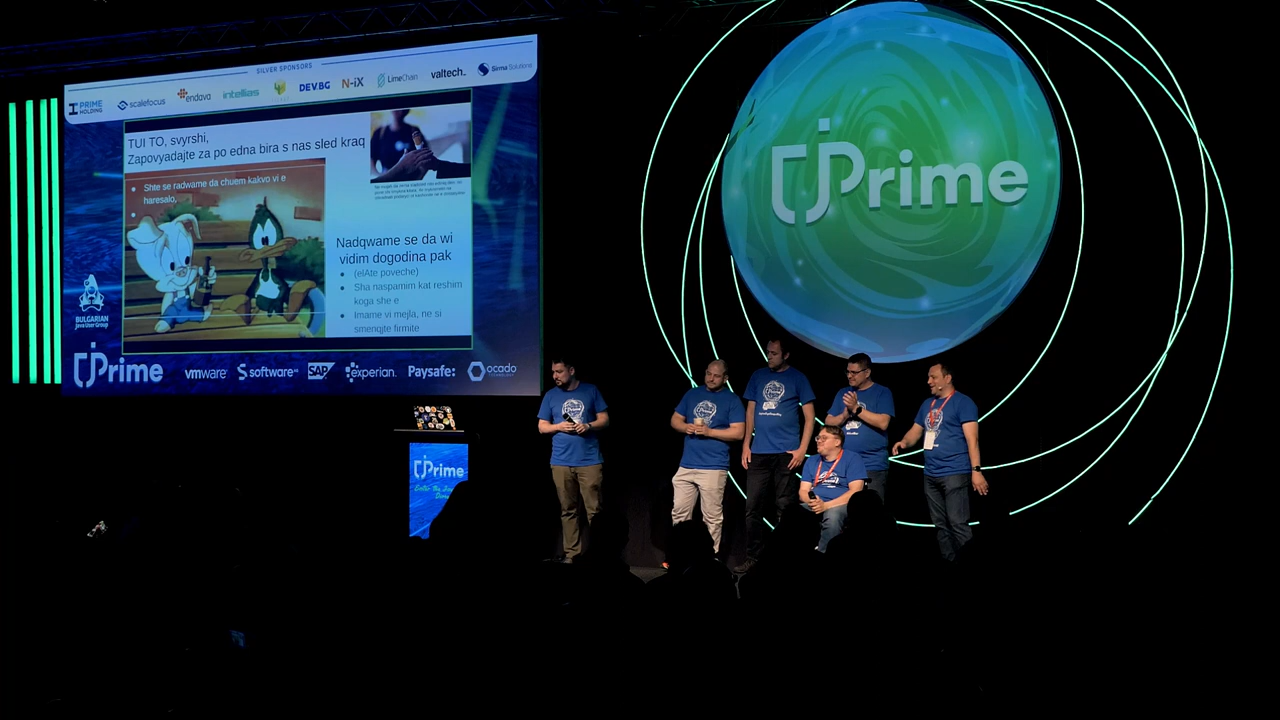 SILVER SPONSORS
PRIME HOLDING
scalefocus
endava
intellias
DEV.BG
N-iX
LimeChain
valtech.
Sirma Solutions
TUI TO, svyrshi,
Zapovyadajte za po edna bira s nas sled kraq
Shte se radwame da chuem kakvo vi e
haresalo,
Nadqwame se da wi
vidim dogodina pak
(elAte poveche)
Sha naspamim kat reshim
koga she e
Imame vi mejla, ne si
smenqjte firmite
BULGARIAN
Java User Group
jPrime
vmware
software AG
SAP
experian.
Paysafe:
ocado
TECHNOLOGY
jPrime
jPrime